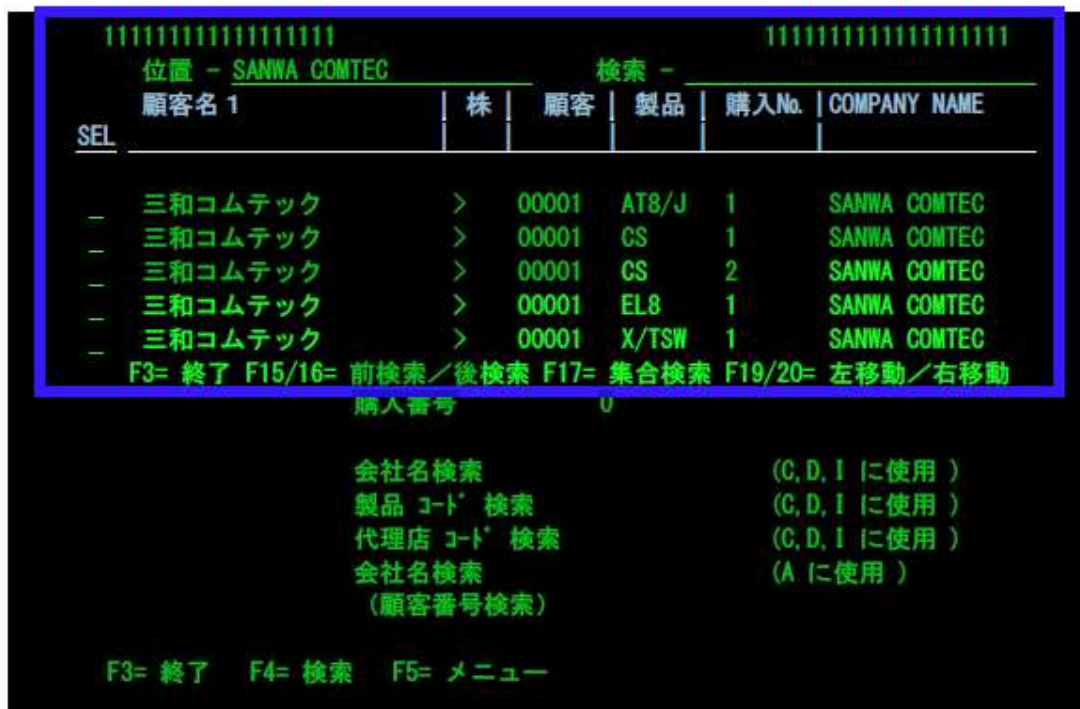 111111111111111111 1111111111111111111
位置 - SANWA COMTEC 検索 -
顧客名 1 | 株 | 顧客 | 製品 | 購入No. | COMPANY NAME
SEL
_ 三和コムテック > 00001 AT8/J 1 SANWA COMTEC
_ 三和コムテック > 00001 CS 1 SANWA COMTEC
_ 三和コムテック > 00001 CS 2 SANWA COMTEC
_ 三和コムテック > 00001 EL8 1 SANWA COMTEC
_ 三和コムテック > 00001 X/TSW 1 SANWA COMTEC
F3= 終了 F15/16= 前検索／後検索 F17= 集合検索 F19/20= 左移動／右移動
購入番号 0
会社名検索 (C,D,I に使用 )
製品 ｺｰﾄﾞ 検索 (C,D,I に使用 )
代理店 ｺｰﾄﾞ 検索 (C,D,I に使用 )
会社名検索 (A に使用 )
(顧客番号検索)
F3= 終了 F4= 検索 F5= メニュー